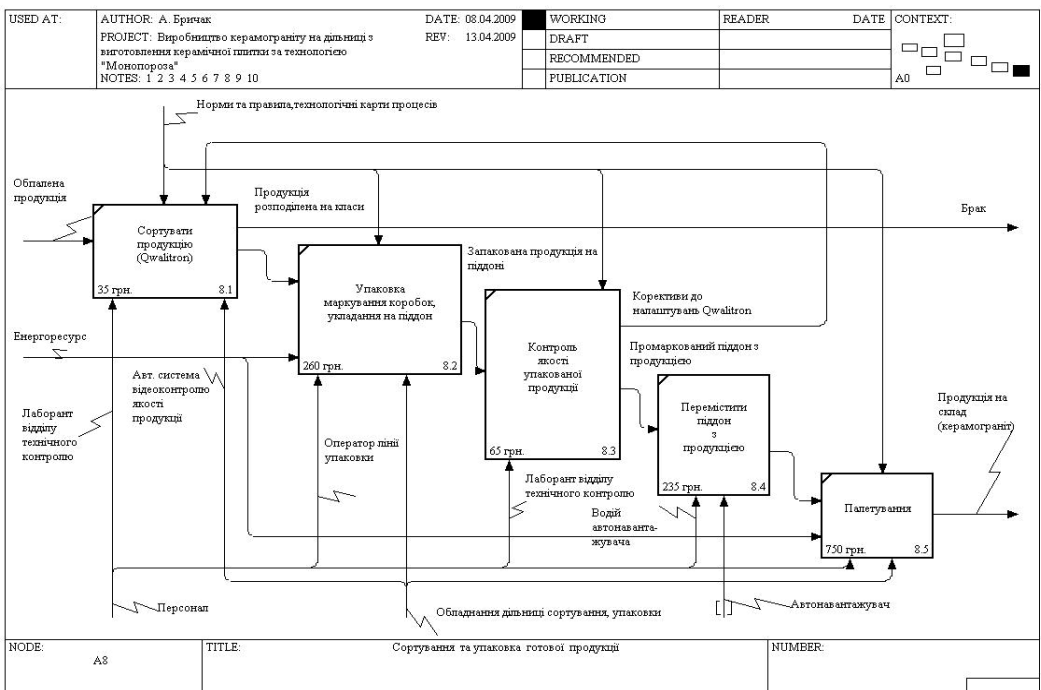 USED AT:
AUTHOR: А. Бричак
DATE: 08.04.2009
REV: 13.04.2009
PROJECT: Виробництво керамограніту на дільниці з
виготовлення керамічної плитки за технологією
"Монопороза"
NOTES: 1 2 3 4 5 6 7 8 9 10
WORKING
DRAFT
RECOMMENDED
PUBLICATION
READER
DATE
CONTEXT:
A0
Норми та правила,технологічні карти процесів
Обпалена
продукція
Продукція
розподілена на класи
Брак
Сортувати
продукцію
(Qwalitron)
35 грн.
8.1
Запакована продукція на
піддоні
Упаковка
маркування коробок,
укладання на піддон
260 грн.
8.2
Корективи до
налаштувань Qwalitron
Енергоресурс
Контроль
якості
упакованої
продукції
65 грн.
8.3
Промаркований піддон з
продукцією
Авт. система
відеоконтролю
якості
продукції
Лаборант
відділу
технічного
контролю
Перемістити
піддон
з
продукцією
235 грн.
8.4
Продукція на
склад
(керамограніт)
Оператор лінії
упаковки
Лаборант відділу
технічного контролю
Водій
автонаванта-
жувача
Палетування
750 грн.
8.5
Персонал
Обладнання дільниці сортування, упаковки
Автонавантажувач
NODE:
A8
TITLE:
Сортування та упаковка готової продукції
NUMBER: